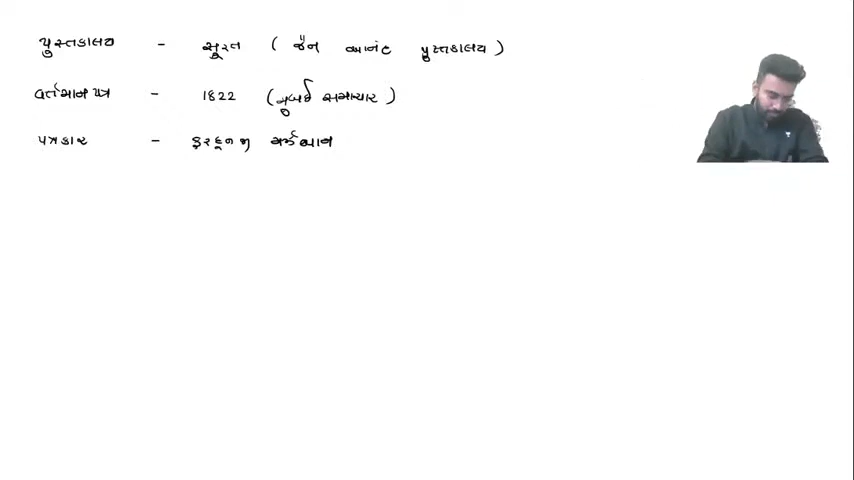 પુસ્તકાલય - સૂરત ( જૈન આનંદ પુસ્તકાલય )
વર્તમાનપત્ર - 1822 ( મુંબઈ સમાચાર )
પત્રકાર - ફરદૂનજી મર્ઝબાન